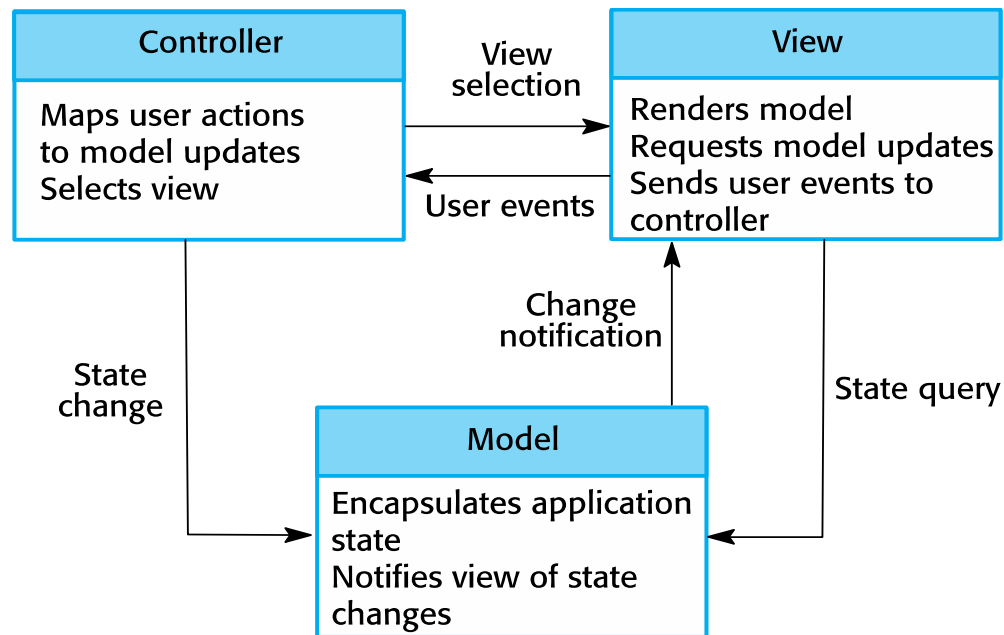 Controller
Maps user actions
to model updates
Selects view
View
selection
User events
View
Renders model
Requests model updates
Sends user events to
controller
State
change
Change
notification
State query
Model
Encapsulates application
state
Notifies view of state
changes